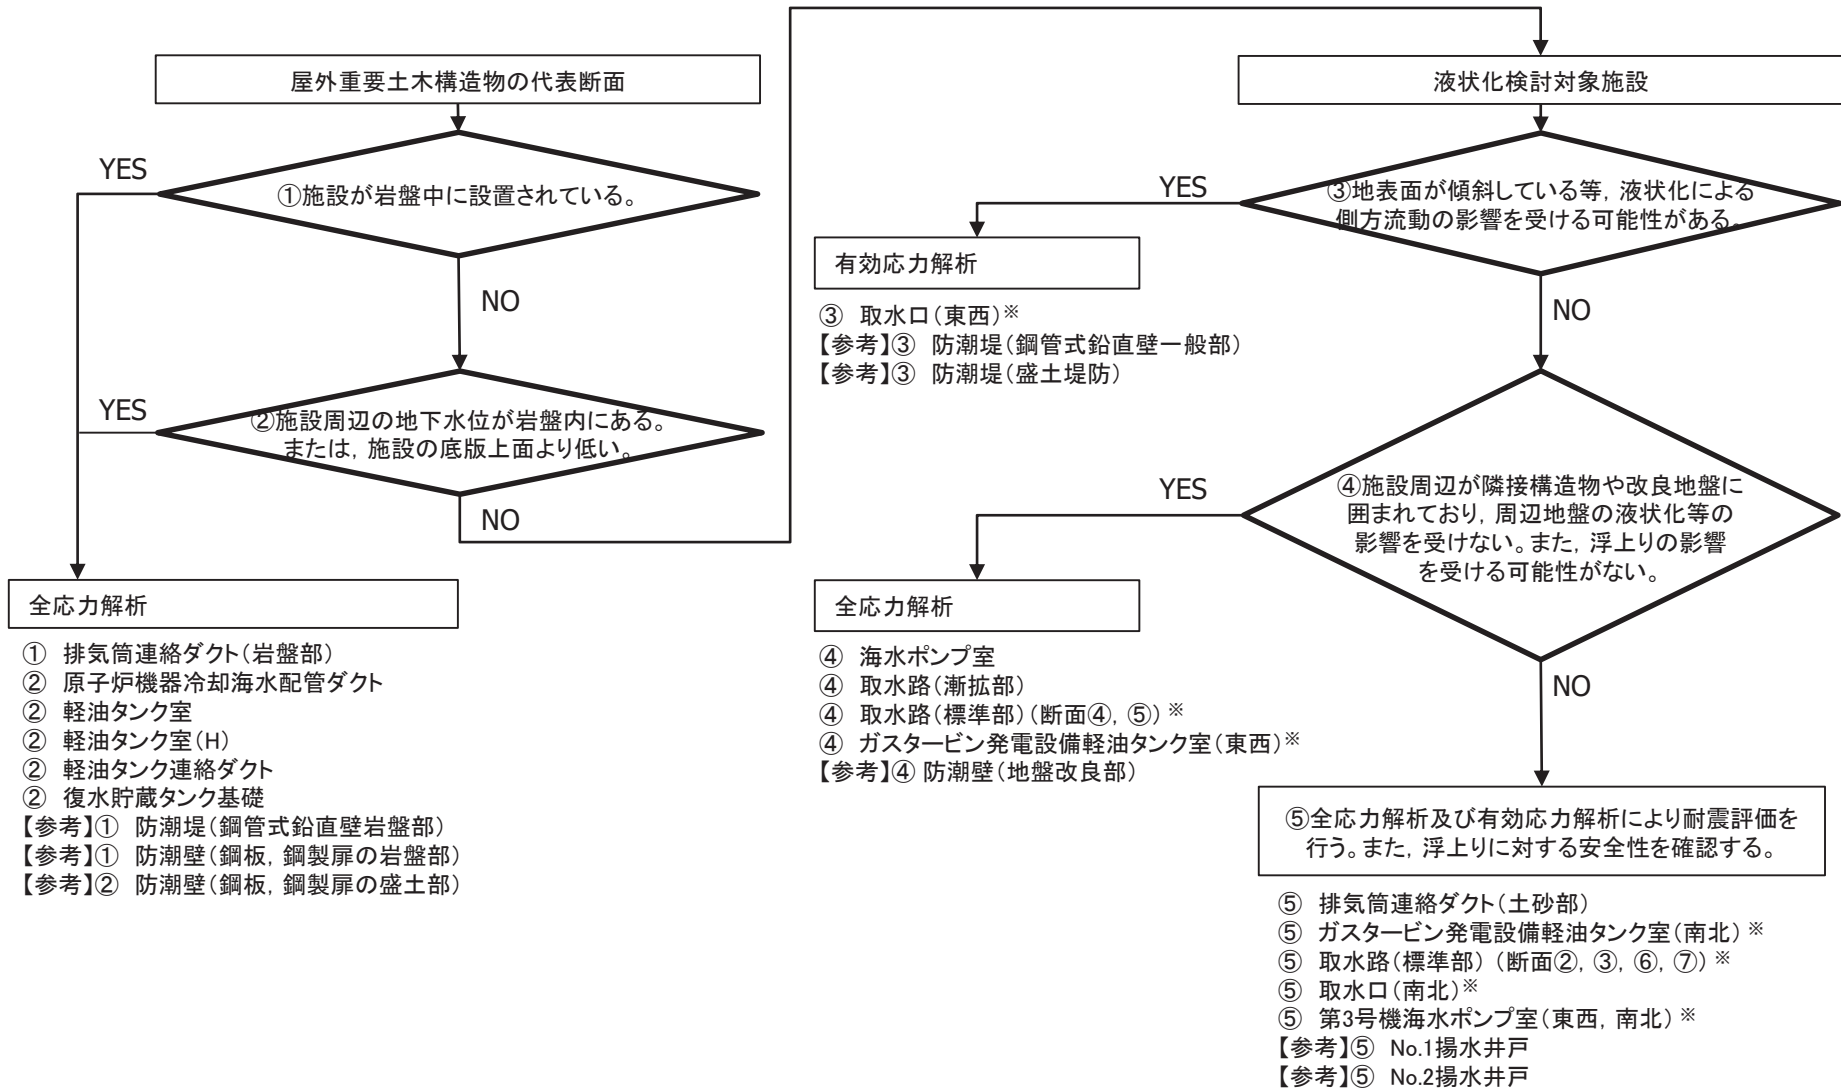 屋外重要土木構造物の代表断面
YES
①施設が岩盤中に設置されている。
NO
YES
②施設周辺の地下水位が岩盤内にある。
または, 施設の底版上面より低い。
NO
全応力解析
① 排気筒連絡ダクト(岩盤部)
② 原子炉機器冷却海水配管ダクト
② 軽油タンク室
② 軽油タンク室(H)
② 軽油タンク連絡ダクト
② 復水貯蔵タンク基礎
【参考】① 防潮堤(鋼管式鉛直壁岩盤部)
【参考】① 防潮壁(鋼板, 鋼製扉の岩盤部)
【参考】② 防潮壁(鋼板, 鋼製扉の盛土部)
液状化検討対象施設
YES
③地表面が傾斜している等, 液状化による
側方流動の影響を受ける可能性がある。
有効応力解析
③ 取水口(東西)※
【参考】③ 防潮堤(鋼管式鉛直壁一般部)
【参考】③ 防潮堤(盛土堤防)
NO
YES
④施設周辺が隣接構造物や改良地盤に
囲まれており, 周辺地盤の液状化等の
影響を受けない。また, 浮上りの影響
を受ける可能性がない。
全応力解析
④ 海水ポンプ室
④ 取水路(漸拡部)
④ 取水路(標準部)(断面④, ⑤)※
④ ガスタービン発電設備軽油タンク室(東西)※
【参考】④ 防潮壁(地盤改良部)
NO
⑤全応力解析及び有効応力解析により耐震評価を
行う。また, 浮上りに対する安全性を確認する。
⑤ 排気筒連絡ダクト(土砂部)
⑤ ガスタービン発電設備軽油タンク室(南北)※
⑤ 取水路(標準部) (断面②, ③, ⑥, ⑦)※
⑤ 取水口(南北)※
⑤ 第3号機海水ポンプ室(東西, 南北)※
【参考】⑤ No.1揚水井戸
【参考】⑤ No.2揚水井戸